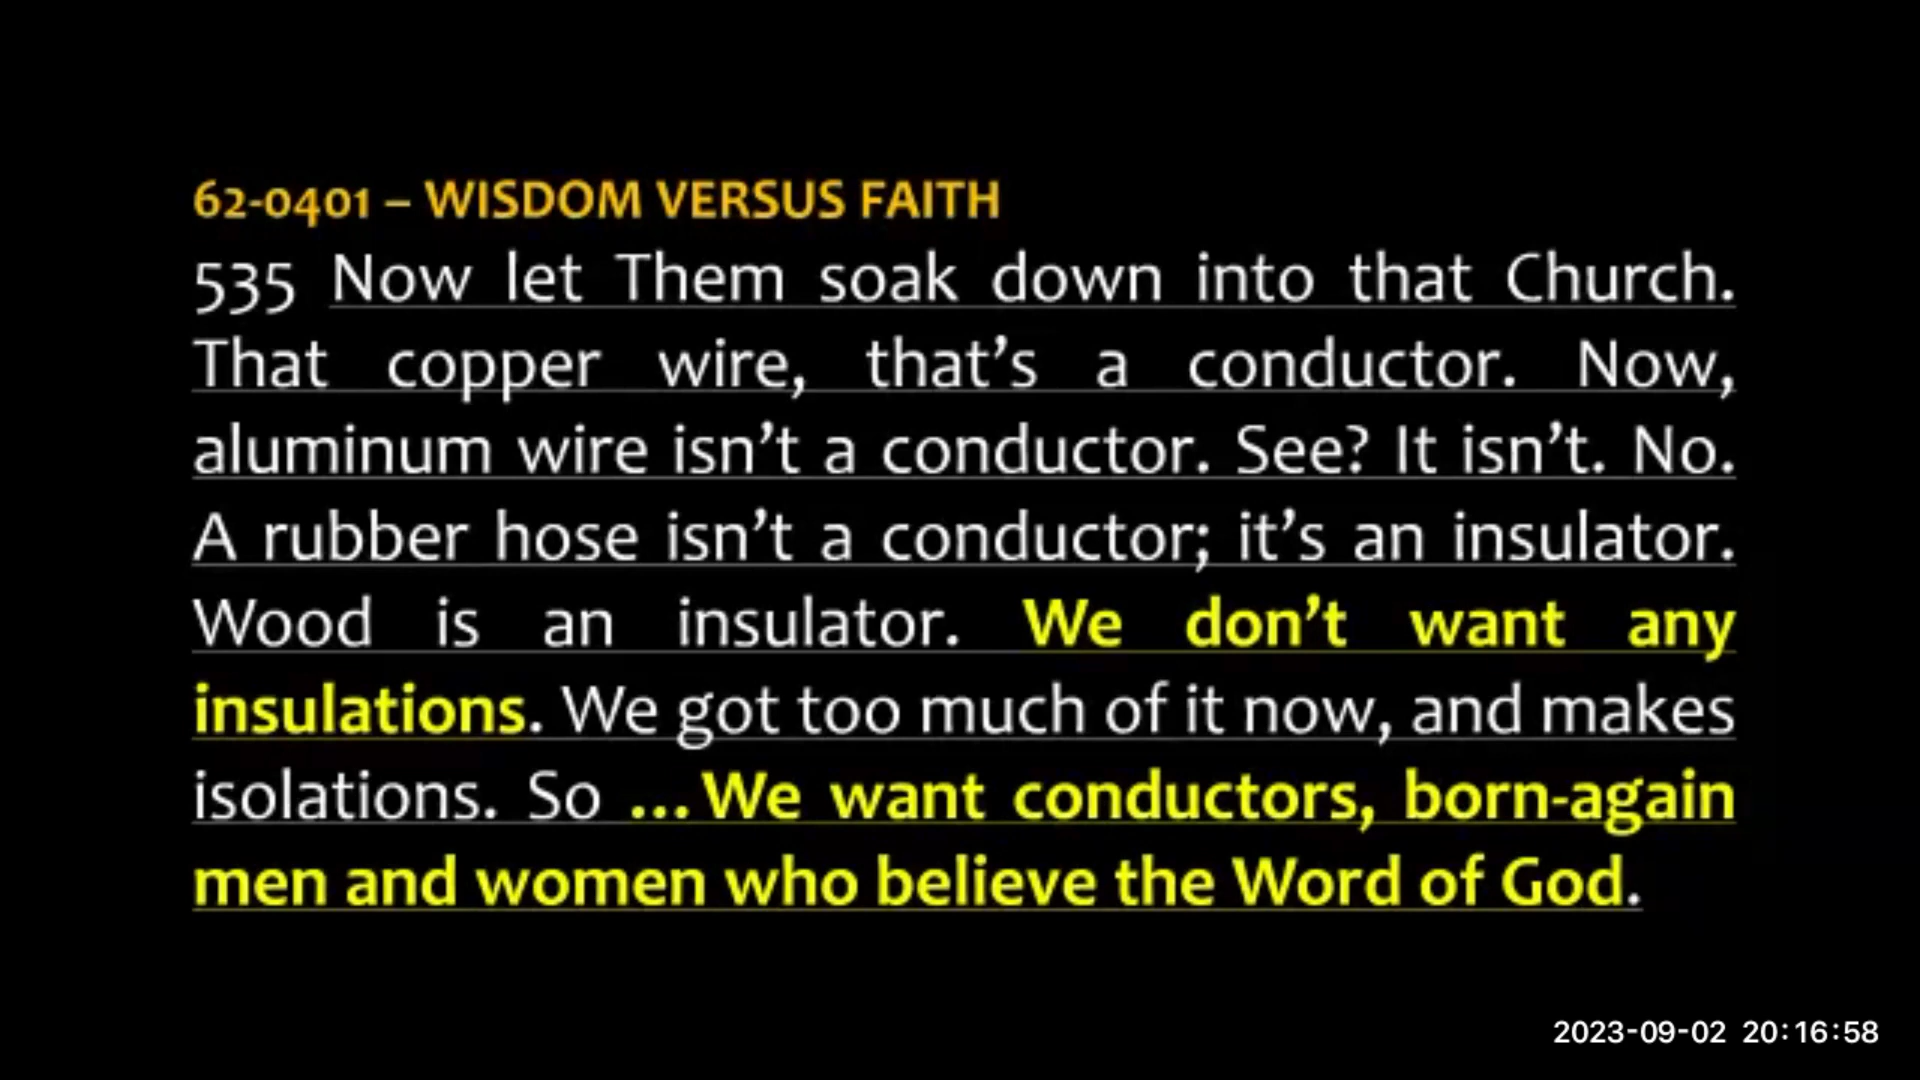 62-0401 – WISDOM VERSUS FAITH
535 Now let Them soak down into that Church.
That copper wire, that’s a conductor. Now,
aluminum wire isn’t a conductor. See? It isn’t. No.
A rubber hose isn’t a conductor; it’s an insulator.
Wood is an insulator. We don’t want any
insulations. We got too much of it now, and makes
isolations. So … We want conductors, born-again
men and women who believe the Word of God.
2023-09-02 20:16:58